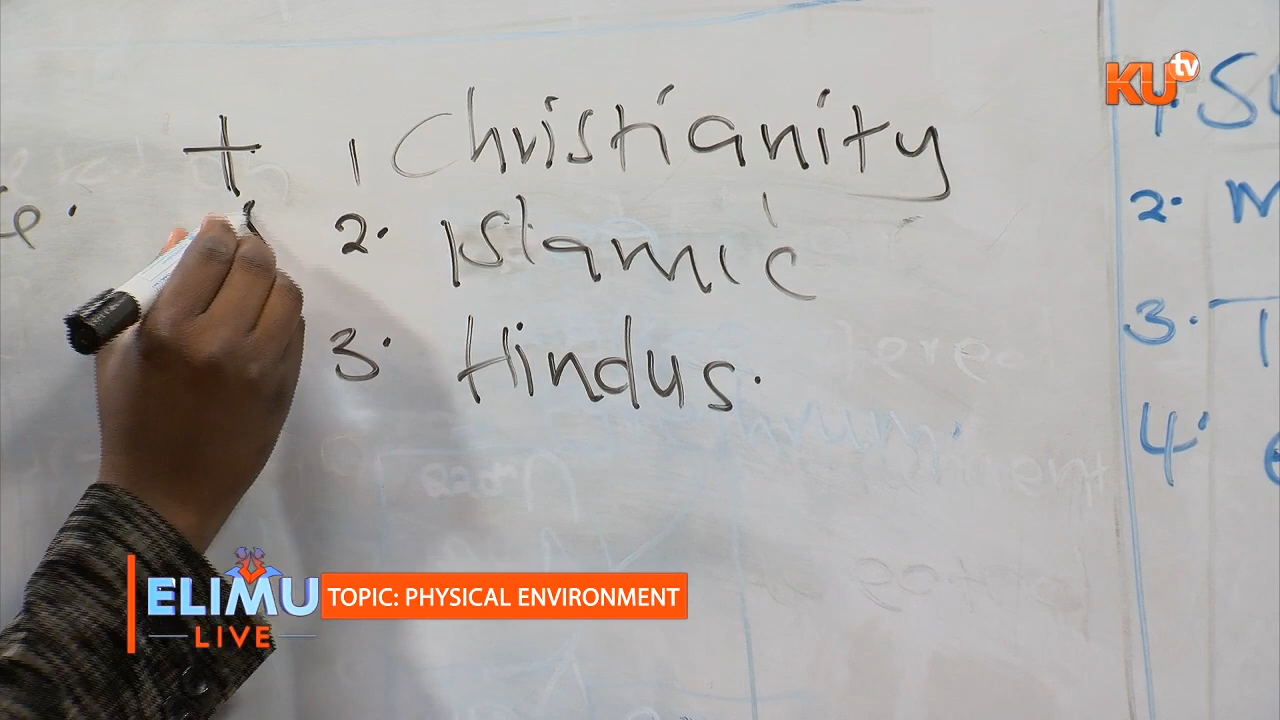 KU tv
1 Christianity
2. Islamic
3. Hindus.
2.
3.
4.
ELIMU
LIVE
TOPIC: PHYSICAL ENVIRONMENT